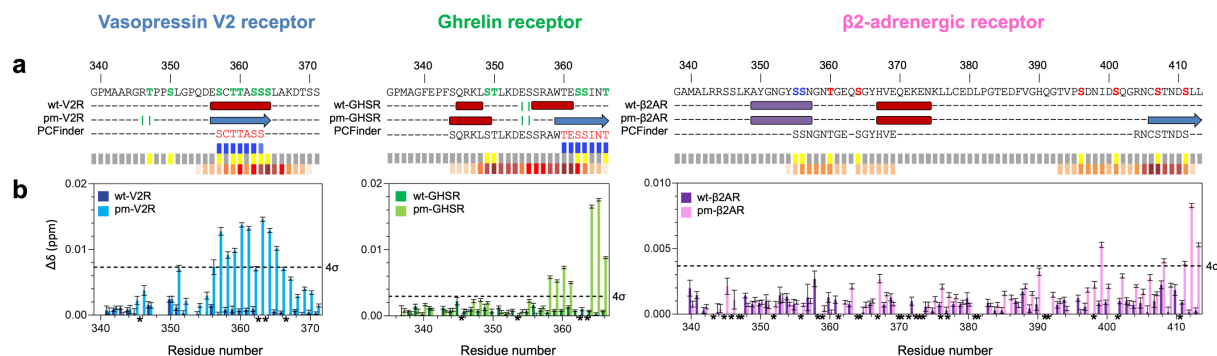 Vasopressin V2 receptor
Ghrelin receptor
β2-adrenergic receptor
a
340 350 360 370
340 350 360
340 350 360 370 380 390 400 410
GPMAARGRTPPSLGPQDESCTTASSSLAKDTSS
GPMAGFEPFSQRKLSTLKDESSRAWTESSINT
GAMALRRSSLKAYGNGYSSNGNTGEQSGYHVEQEKENKLLCEDLPGTEDFVGHQGTVPSDNIDSQGRNCSTNDSLL
wt-V2R
wt-GHSR
wt-β2AR
pm-V2R
pm-GHSR
pm-β2AR
PCFinder SCTTASS
PCFinder SQRKLSTLKDESSRAWTESSINT
PCFinder SSNGNTGE-SGYHVE RNCSTNDS
b
0.02
0.01
0.00
Δδ (ppm)
wt-V2R
pm-V2R
4σ
340 350 360 370
Residue number
0.02
0.01
0.00
wt-GHSR
pm-GHSR
4σ
340 350 360
Residue number
0.010
0.005
0.000
wt-β2AR
pm-β2AR
4σ
340 350 360 370 380 390 400 410
Residue number